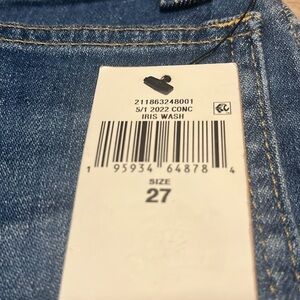 211863248001
5/1 2022 CONC
IRIS WASH
1 95934 64878 4
SIZE
27